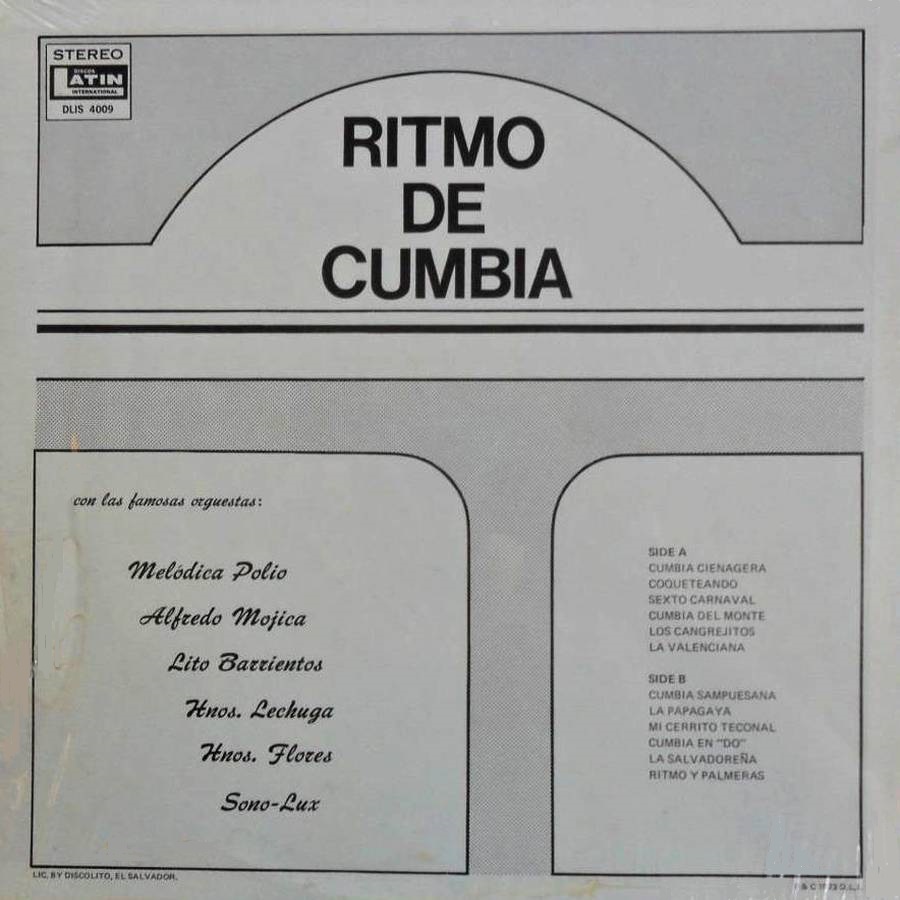 STEREO
DISCOS
LATIN
INTERNATIONAL
DLIS 4009
RITMO
DE
CUMBIA
con las famosas orguestas:
Melódica Polio
Alfredo Mojica
Lito Barrientos
Hnos. Lechuga
Hnos. Flores
Sono-Lux
SIDE A
CUMBIA CIENAGERA
COQUETEANDO
SEXTO CARNAVAL
CUMBIA DEL MONTE
LOS CANGREJITOS
LA VALENCIANA
SIDE B
CUMBIA SAMPUESANA
LA PAPAGAYA
MI CERRITO TECONAL
CUMBIA EN "DO"
LA SALVADOREÑA
RITMO Y PALMERAS
LIC. BY DISCOLITO, EL SALVADOR.
& C 1973 D.L.I.